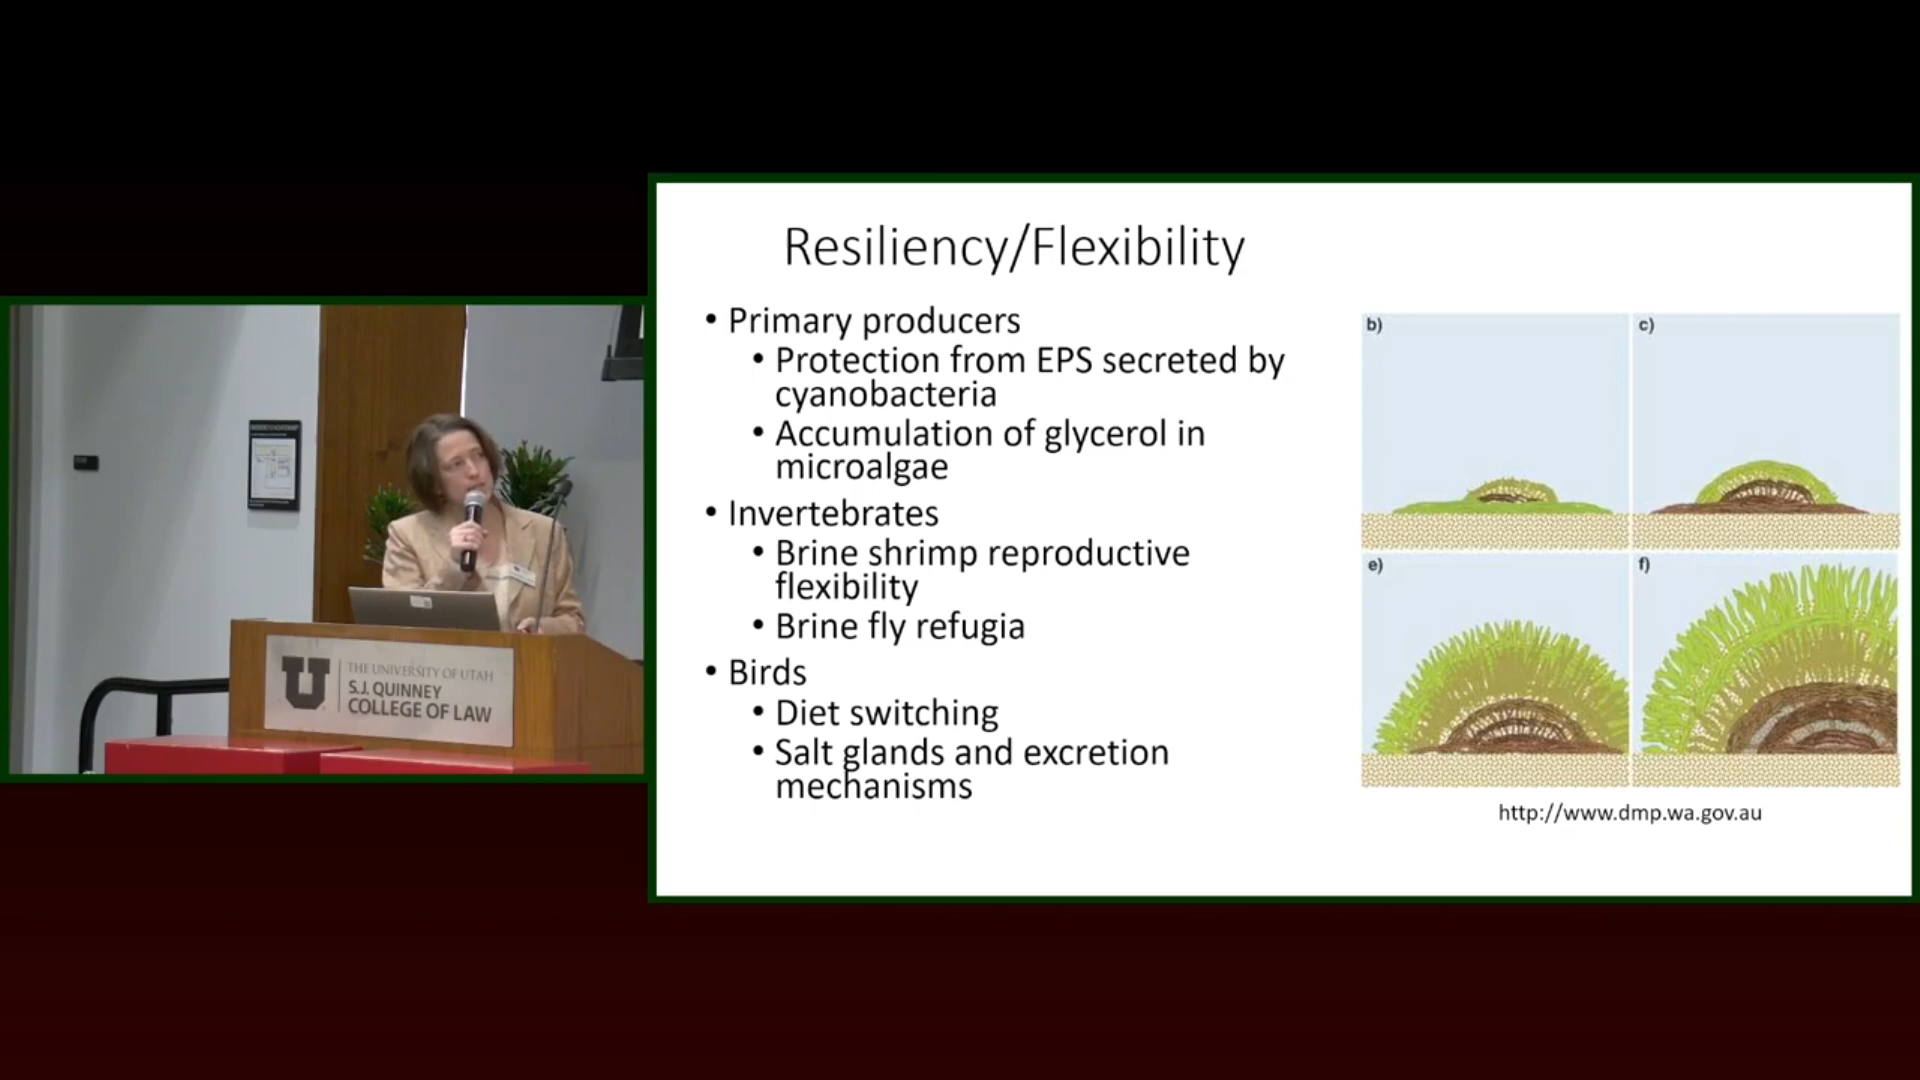 Resiliency/Flexibility
• Primary producers
• Protection from EPS secreted by
cyanobacteria
• Accumulation of glycerol in
microalgae
• Invertebrates
• Brine shrimp reproductive
flexibility
• Brine fly refugia
• Birds
• Diet switching
• Salt glands and excretion
mechanisms
b)
c)
e)
f)
http://www.dmp.wa.gov.au
U
THE UNIVERSITY OF UTAH
S.J. QUINNEY
COLLEGE OF LAW